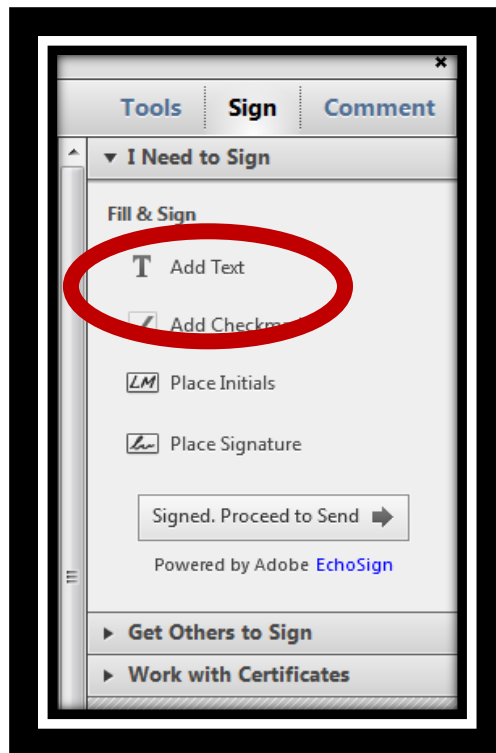 Tools Sign Comment
I Need to Sign
Fill & Sign
T Add Text
Add
LM Place Initials
Place Signature
Signed. Proceed to Send
Powered by Adobe EchoSign
Get Others to Sign
Work with Certificates